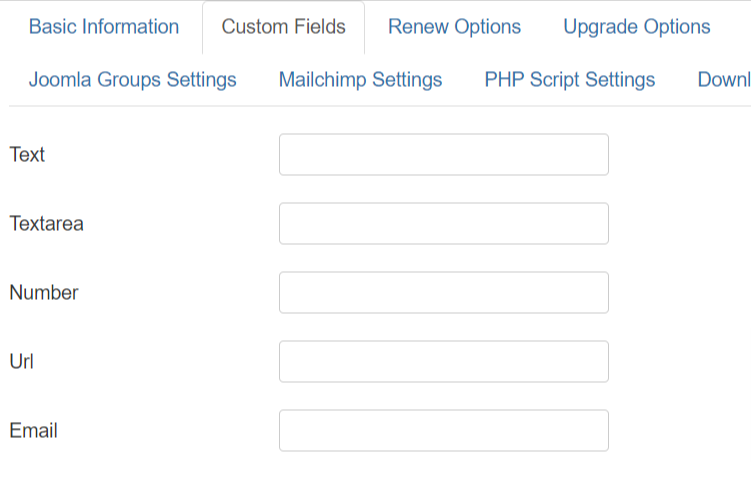 Basic Information Custom Fields Renew Options Upgrade Options
Joomla Groups Settings Mailchimp Settings PHP Script Settings Downl
Text
Textarea
Number
Url
Email